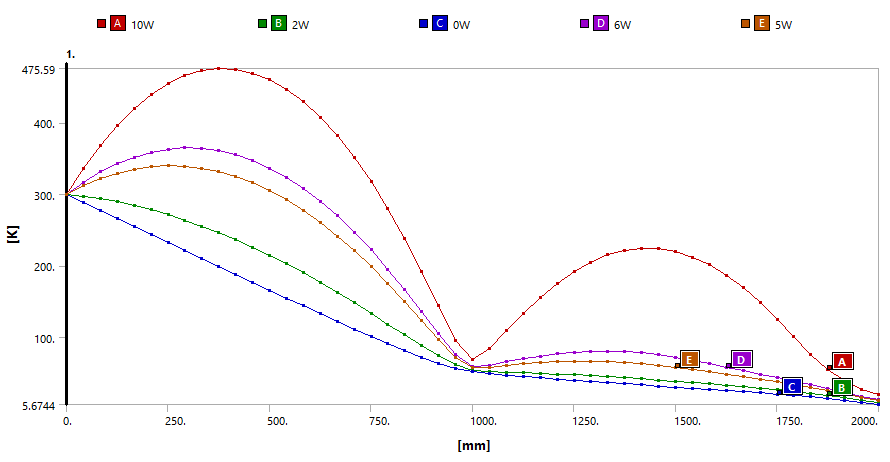 A 10W B 2W C 0W D 6W E 5W
1.
475.59
400.
300.
200.
100.
5.6744
[K]
E D A
C B
0. 250. 500. 750. 1000. 1250. 1500. 1750. 2000.
[mm]